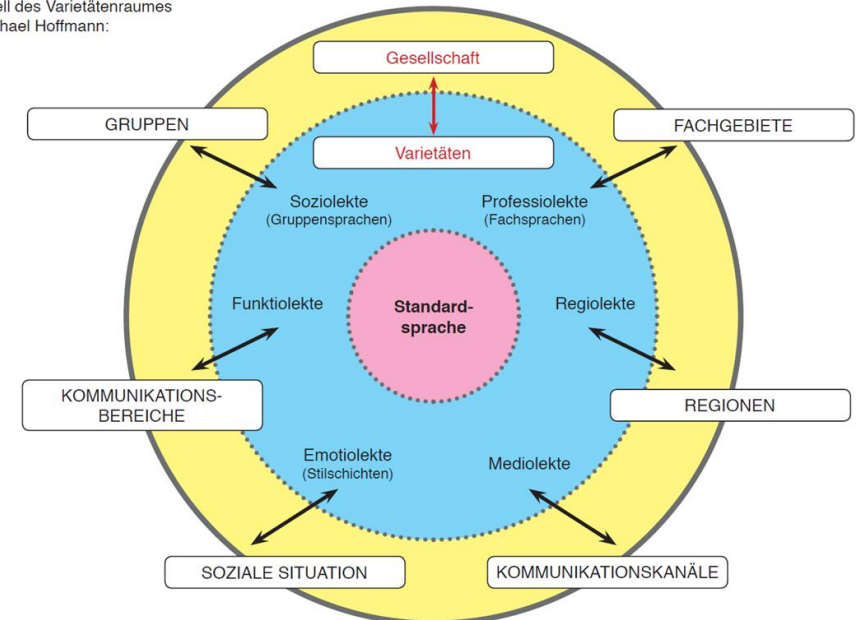 ell des Varietätenraumes
hael Hoffmann:
Gesellschaft
GRUPPEN
FACHGEBIETE
Varietäten
Soziolekte
(Gruppensprachen)
Professiolekte
(Fachsprachen)
Funktiolekte
Standard-
sprache
Regiolekte
KOMMUNIKATIONS-
BEREICHE
REGIONEN
Emotiolekte
(Stilschichten)
Mediolekte
SOZIALE SITUATION
KOMMUNIKATIONSKANÄLE